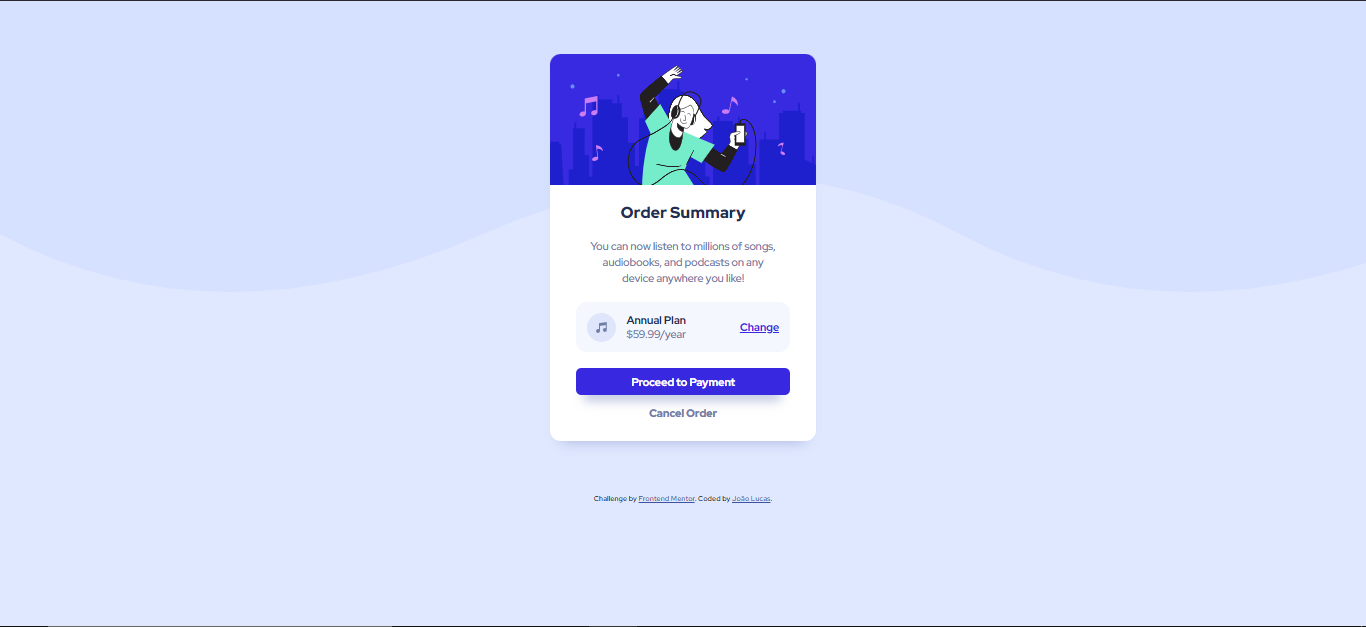 Order Summary
You can now listen to millions of songs,
audiobooks, and podcasts on any
device anywhere you like!
Annual Plan
$59.99/year
Change
Proceed to Payment
Cancel Order
Challenge by Frontend Mentor. Coded by João Lucas.